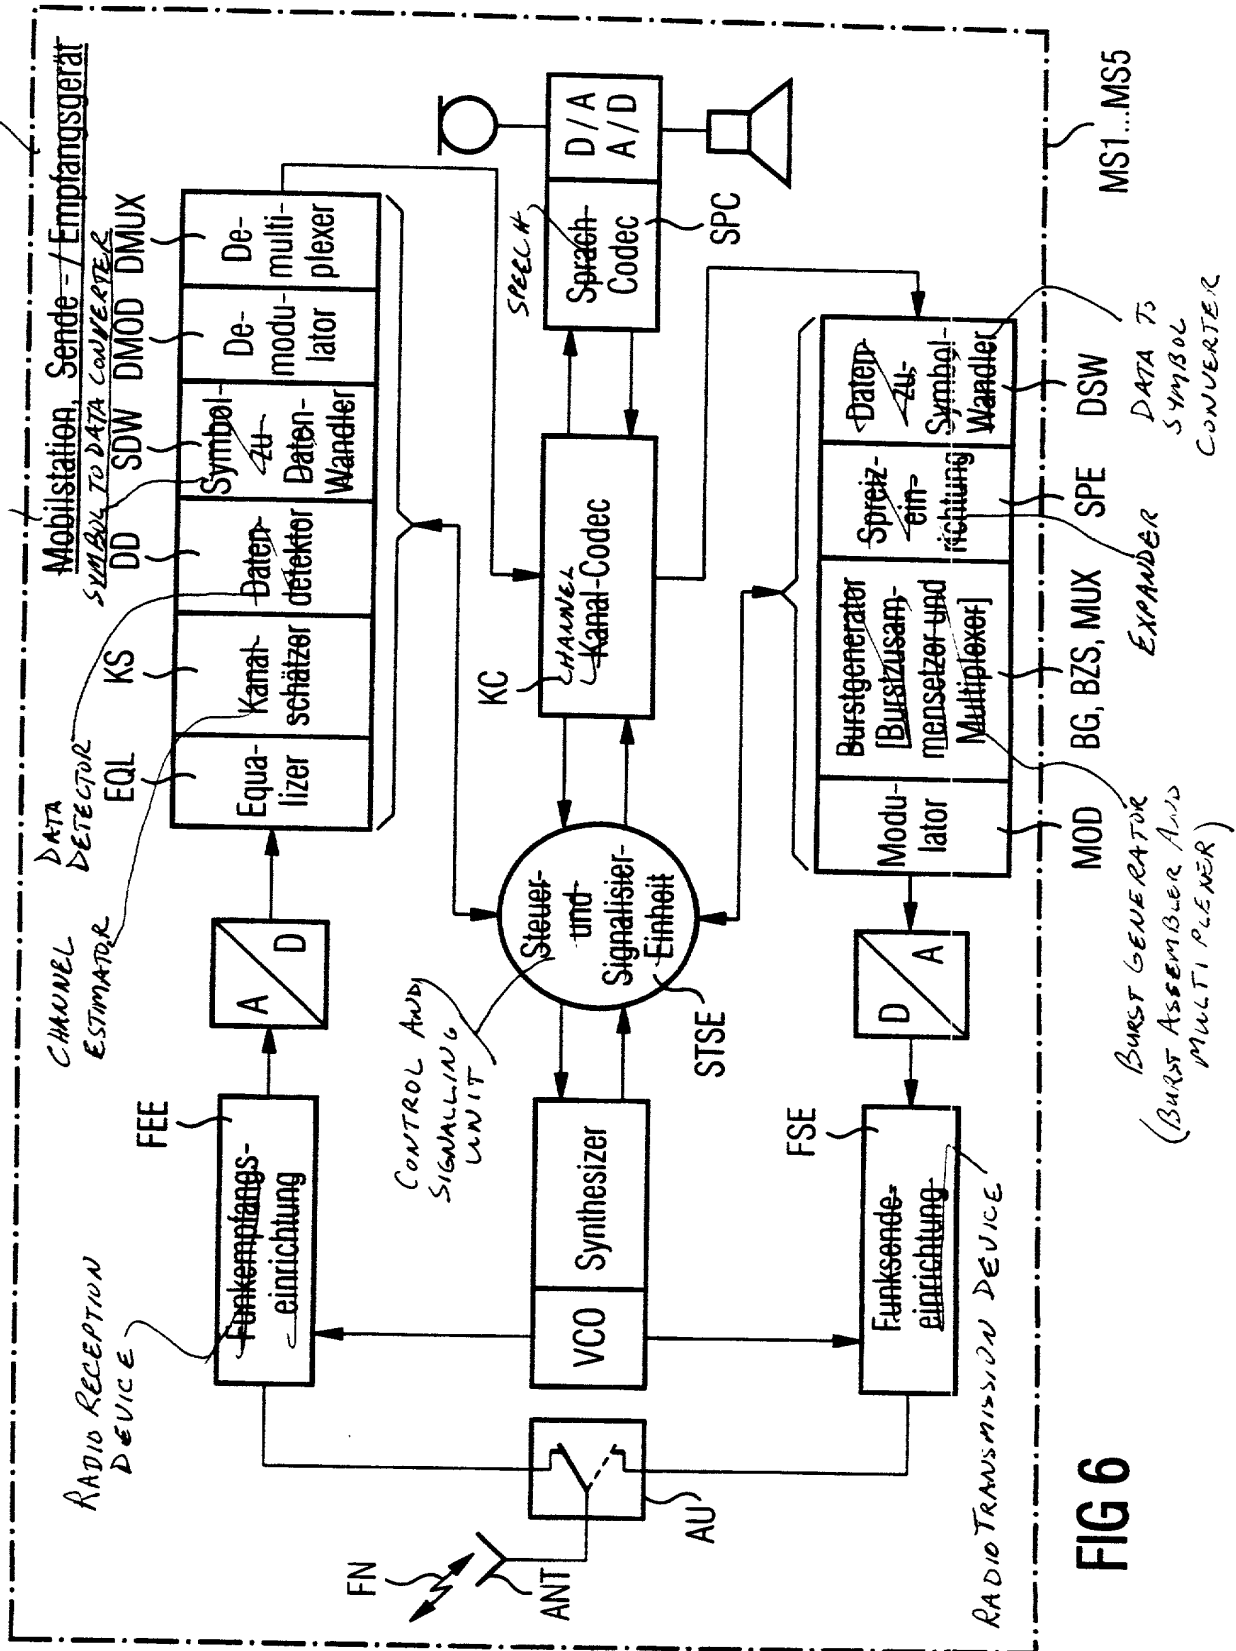 Mobilstation, Sende-/Empfangsgerät
SYMBOL TO DATA CONVERTER
DATA
DETECTOR
CHANNEL
ESTIMATOR
RADIO RECEPTION
DEVICE
FEE
EQL
KS
DD
SDW
DMOD
DMUX
Funkempfangs-
einrichtung
A
D
Equa-
lizer
Kanal-
schätzer
Daten-
detektor
Symbol-
zu
Daten-
Wandler
De-
modu-
lator
De-
multi-
plexer
FN
ANT
AU
VCO
Synthesizer
CONTROL AND
SIGNALLING
UNIT
Steuer-
und
Signalisier-
Einheit
STSE
KC
CHANNEL
Kanal-Codec
SPEECH
Sprach-
Codec
D/A
A/D
SPC
FSE
Funksende-
einrichtung
D
A
Modu-
lator
Burstgenerater
[Burstzusam-
mensetzer und
Multiplexer]
Spreiz-
ein-
richtung
Daten-
zu-
Symbol-
Wandler
MOD
BG, BZS, MUX
SPE
DSW
MS1...MS5
RADIO TRANSMISSION DEVICE
BURST GENERATOR
(BURST ASSEMBLER AND
MULTIPLEXER)
EXPANDER
DATA TO
SYMBOL
CONVERTER
FIG 6